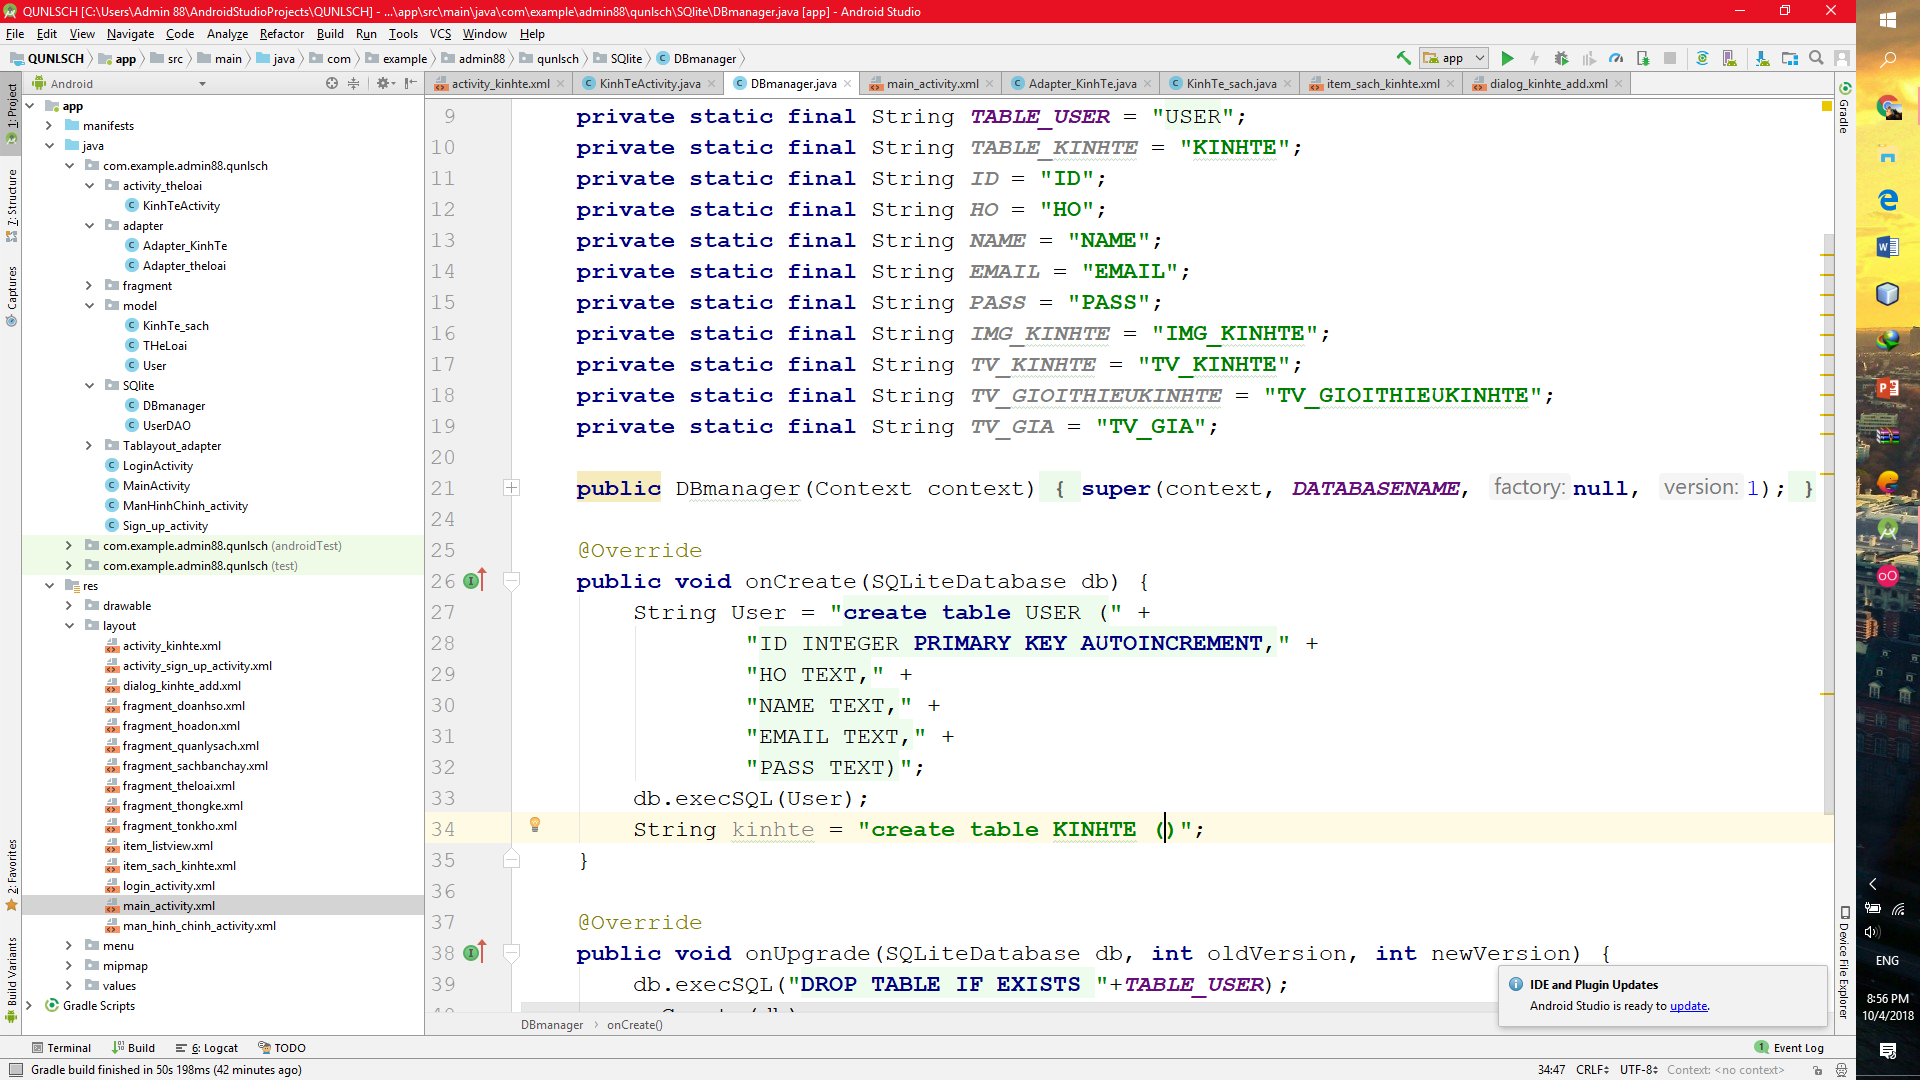 QUNLSCH [C:\Users\Admin 88\AndroidStudioProjects\QUNLSCH] - ...\app\src\main\java\com\example\admin88\qunlsch\SQlite\DBmanager.java [app] - Android Studio
File Edit View Navigate Code Analyze Refactor Build Run Tools VCS Window Help
QUNLSCH app src main java com example admin88 qunlsch SQlite DBmanager app
Android
activity_kinhte.xml KinhTeActivity.java DBmanager.java main_activity.xml Adapter_KinhTe.java KinhTe_sach.java item_sach_kinhte.xml dialog_kinhte_add.xml
1: Project
7: Structure
Captures
2: Favorites
Build Variants
app
manifests
java
com.example.admin88.qunlsch
activity_theloai
KinhTeActivity
adapter
Adapter_KinhTe
Adapter_theloai
fragment
model
KinhTe_sach
THeLoai
User
SQlite
DBmanager
UserDAO
Tablayout_adapter
LoginActivity
MainActivity
ManHinhChinh_activity
Sign_up_activity
com.example.admin88.qunlsch (androidTest)
com.example.admin88.qunlsch (test)
res
drawable
layout
activity_kinhte.xml
activity_sign_up_activity.xml
dialog_kinhte_add.xml
fragment_doanhso.xml
fragment_hoadon.xml
fragment_quanlysach.xml
fragment_sachbanchay.xml
fragment_theloai.xml
fragment_thongke.xml
fragment_tonkho.xml
item_listview.xml
item_sach_kinhte.xml
login_activity.xml
main_activity.xml
man_hinh_chinh_activity.xml
menu
mipmap
values
Gradle Scripts
9 private static final String TABLE_USER = "USER";
10 private static final String TABLE_KINHTE = "KINHTE";
11 private static final String ID = "ID";
12 private static final String HO = "HO";
13 private static final String NAME = "NAME";
14 private static final String EMAIL = "EMAIL";
15 private static final String PASS = "PASS";
16 private static final String IMG_KINHTE = "IMG_KINHTE";
17 private static final String TV_KINHTE = "TV_KINHTE";
18 private static final String TV_GIOITHIEUKINHTE = "TV_GIOITHIEUKINHTE";
19 private static final String TV_GIA = "TV_GIA";
20
21 public DBmanager(Context context) { super(context, DATABASENAME, factory: null, version: 1); }
24
25 @Override
26 public void onCreate(SQLiteDatabase db) {
27 String User = "create table USER (" +
28 "ID INTEGER PRIMARY KEY AUTOINCREMENT," +
29 "HO TEXT," +
30 "NAME TEXT," +
31 "EMAIL TEXT," +
32 "PASS TEXT)";
33 db.execSQL(User);
34 String kinhte = "create table KINHTE ()";
35 }
36
37 @Override
38 public void onUpgrade(SQLiteDatabase db, int oldVersion, int newVersion) {
39 db.execSQL("DROP TABLE IF EXISTS "+TABLE_USER);
DBmanager onCreate()
Gradle
Device File Explorer
IDE and Plugin Updates
Android Studio is ready to update.
Terminal Build 6: Logcat TODO 1 Event Log
Gradle build finished in 50s 198ms (42 minutes ago) 34:47 CRLF UTF-8 Context: <no context>
ENG
8:56 PM
10/4/2018